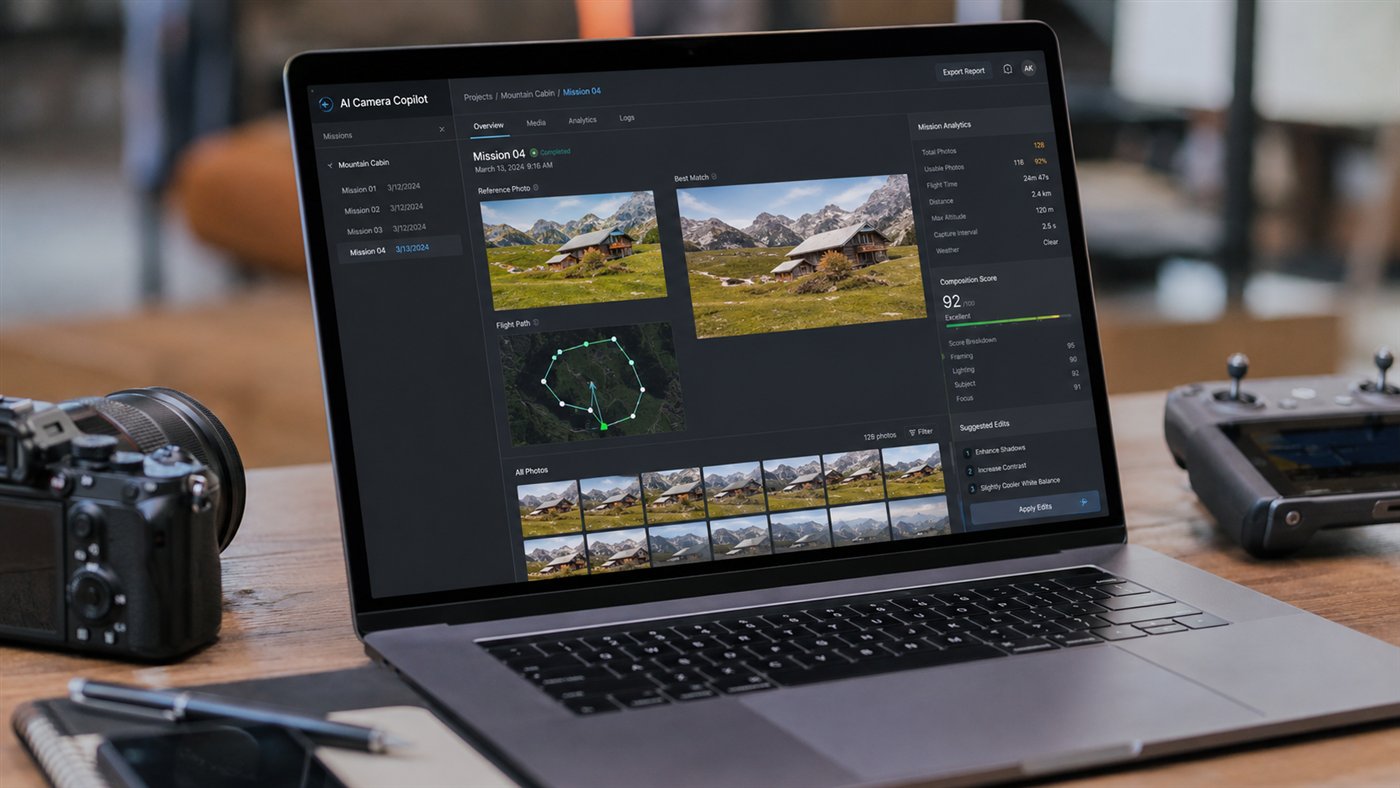 AI Camera Copilot
Missions
Mountain Cabin
Mission 01 3/12/2024
Mission 02 3/12/2024
Mission 03 3/12/2024
Mission 04 3/13/2024
Projects / Mountain Cabin / Mission 04
Export Report
AK
Overview Media Analytics Logs
Mission 04 Completed
March 13, 2024 9:16 AM
Reference Photo
Best Match
Flight Path
All Photos
128 photos Filter
Mission Analytics
Total Photos 128
Usable Photos 118 92%
Flight Time 24m 47s
Distance 2.4 km
Max Altitude 120 m
Capture Interval 2.5 s
Weather Clear
Composition Score
92 /100
Excellent
Score Breakdown
Framing 95
Lighting 90
Subject 92
Focus 91
Suggested Edits
1 Enhance Shadows
2 Increase Contrast
3 Slightly Cooler White Balance
Apply Edits